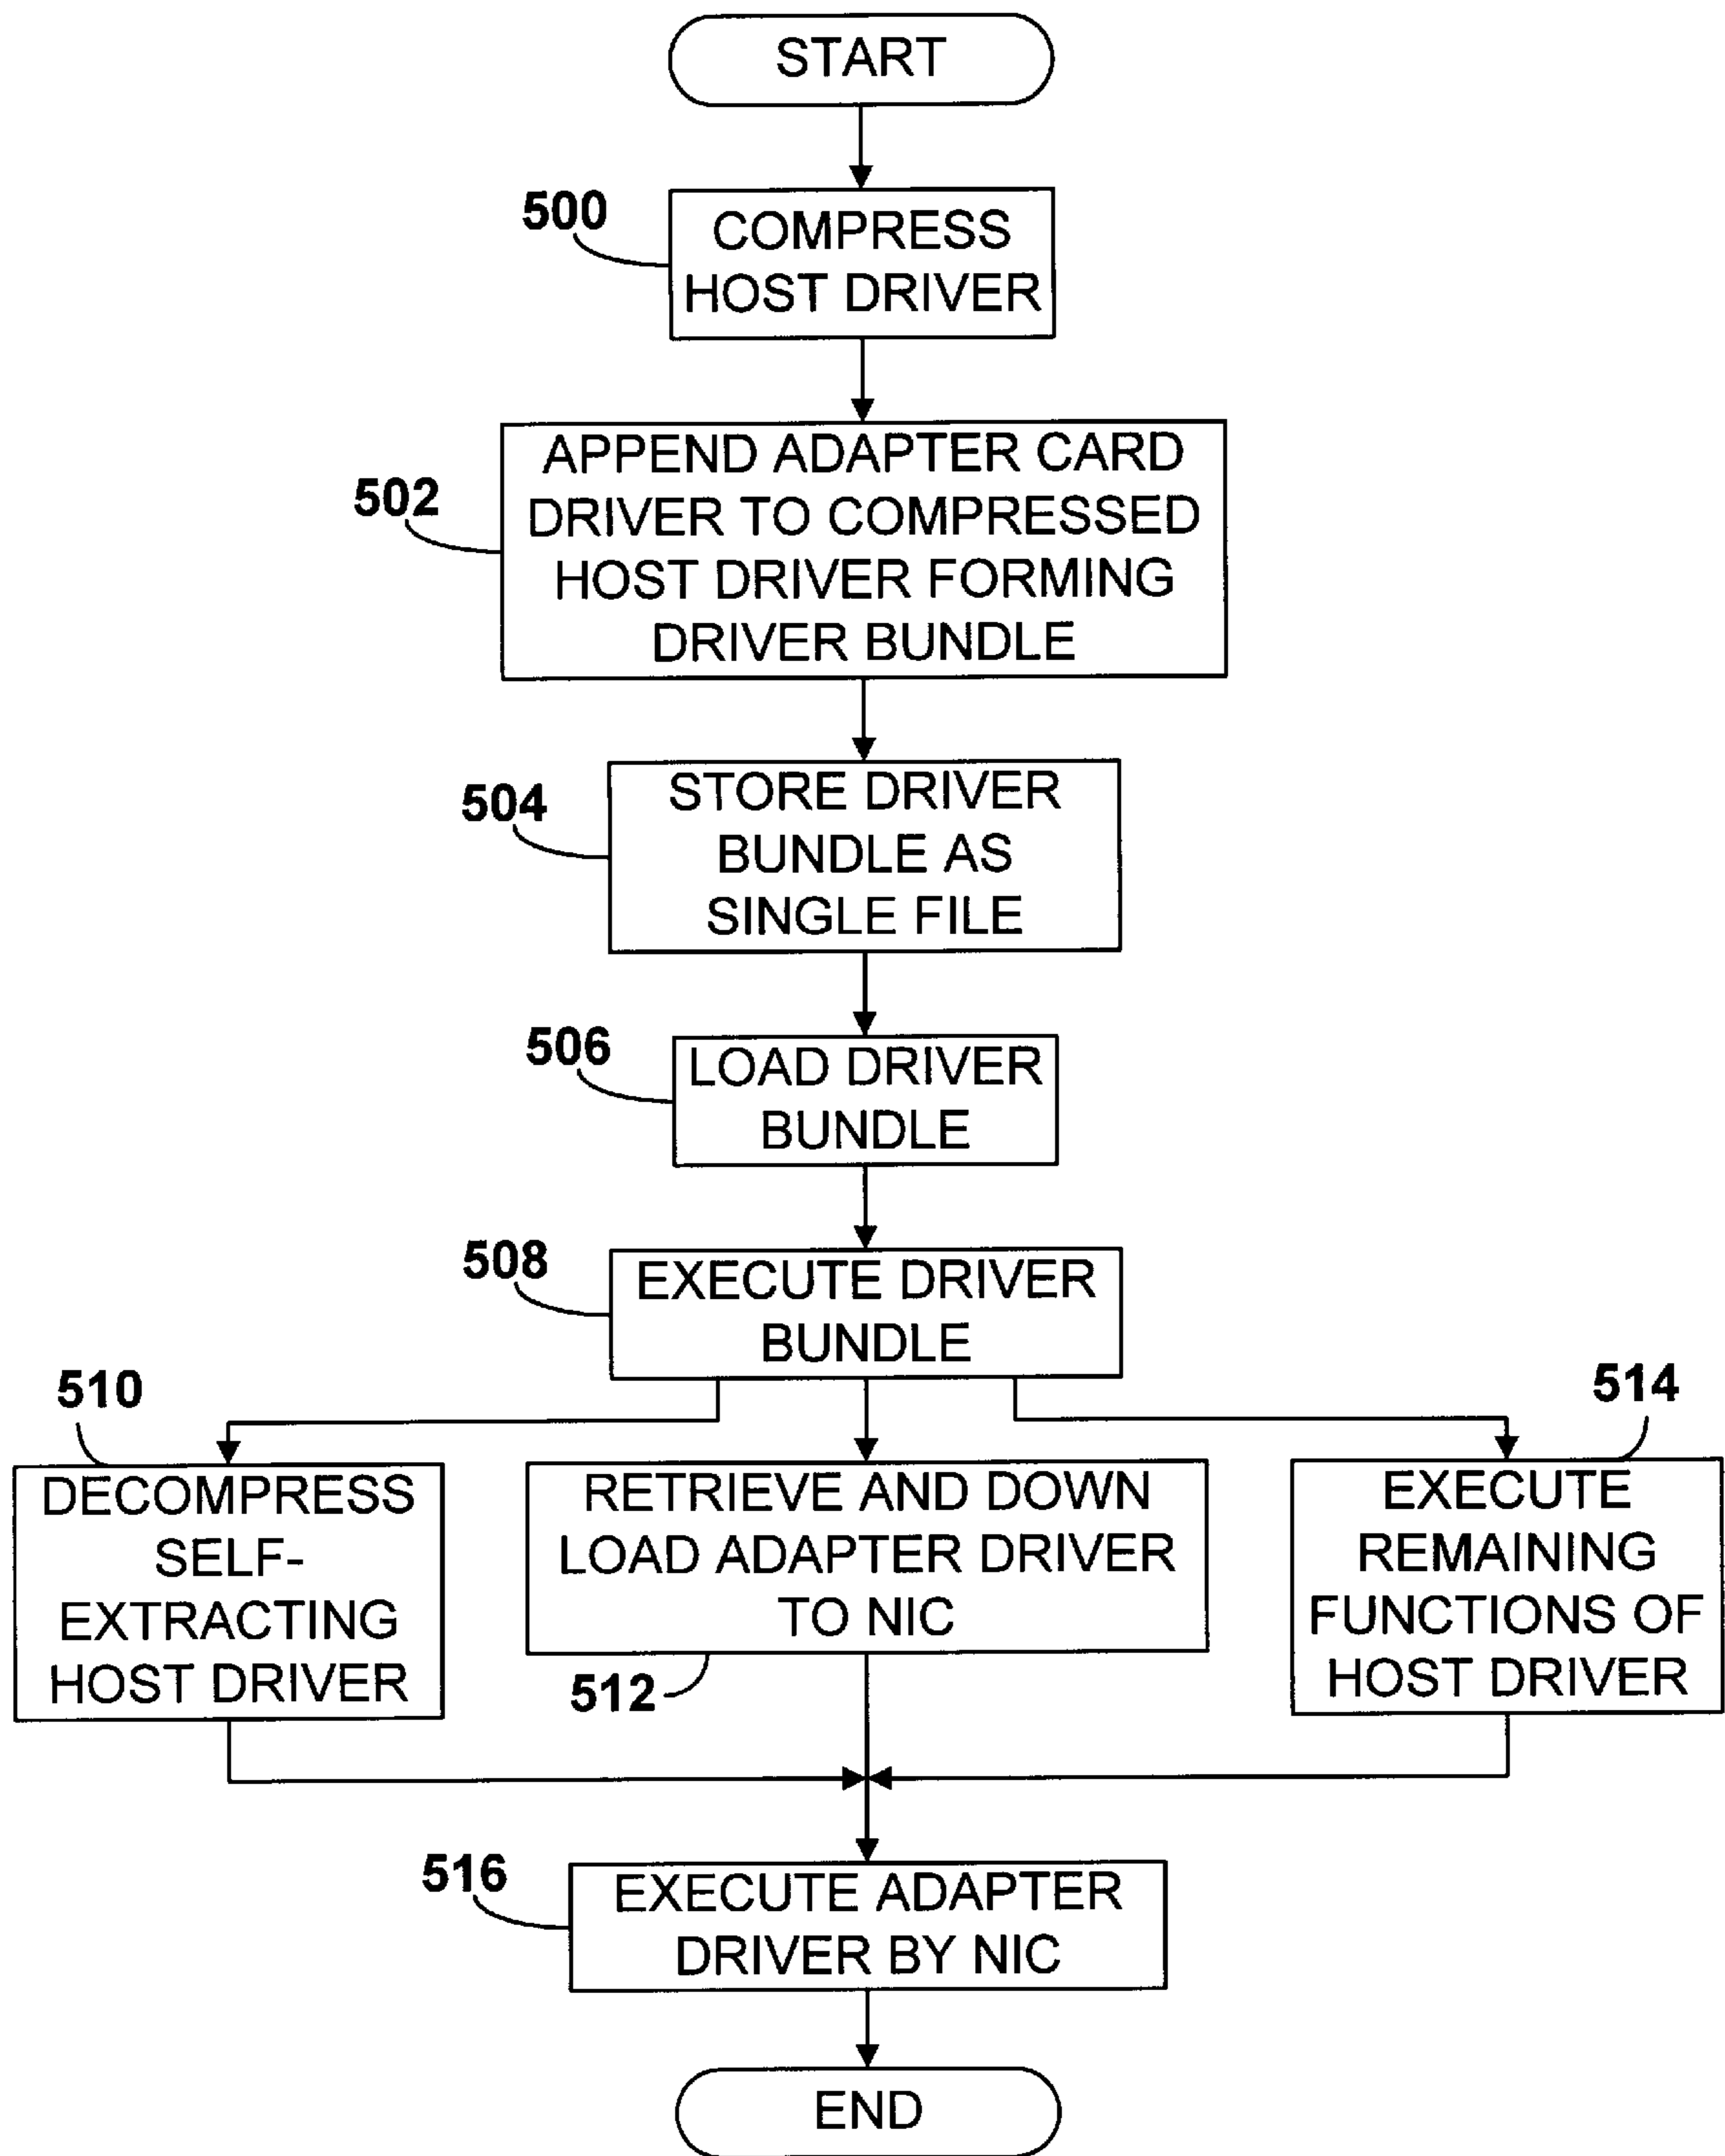 START
500
COMPRESS
HOST DRIVER
502
APPEND ADAPTER CARD
DRIVER TO COMPRESSED
HOST DRIVER FORMING
DRIVER BUNDLE
504
STORE DRIVER
BUNDLE AS
SINGLE FILE
506
LOAD DRIVER
BUNDLE
508
EXECUTE DRIVER
BUNDLE
510
DECOMPRESS
SELF-
EXTRACTING
HOST DRIVER
RETRIEVE AND DOWN
LOAD ADAPTER DRIVER
TO NIC
512
514
EXECUTE
REMAINING
FUNCTIONS OF
HOST DRIVER
516
EXECUTE ADAPTER
DRIVER BY NIC
END